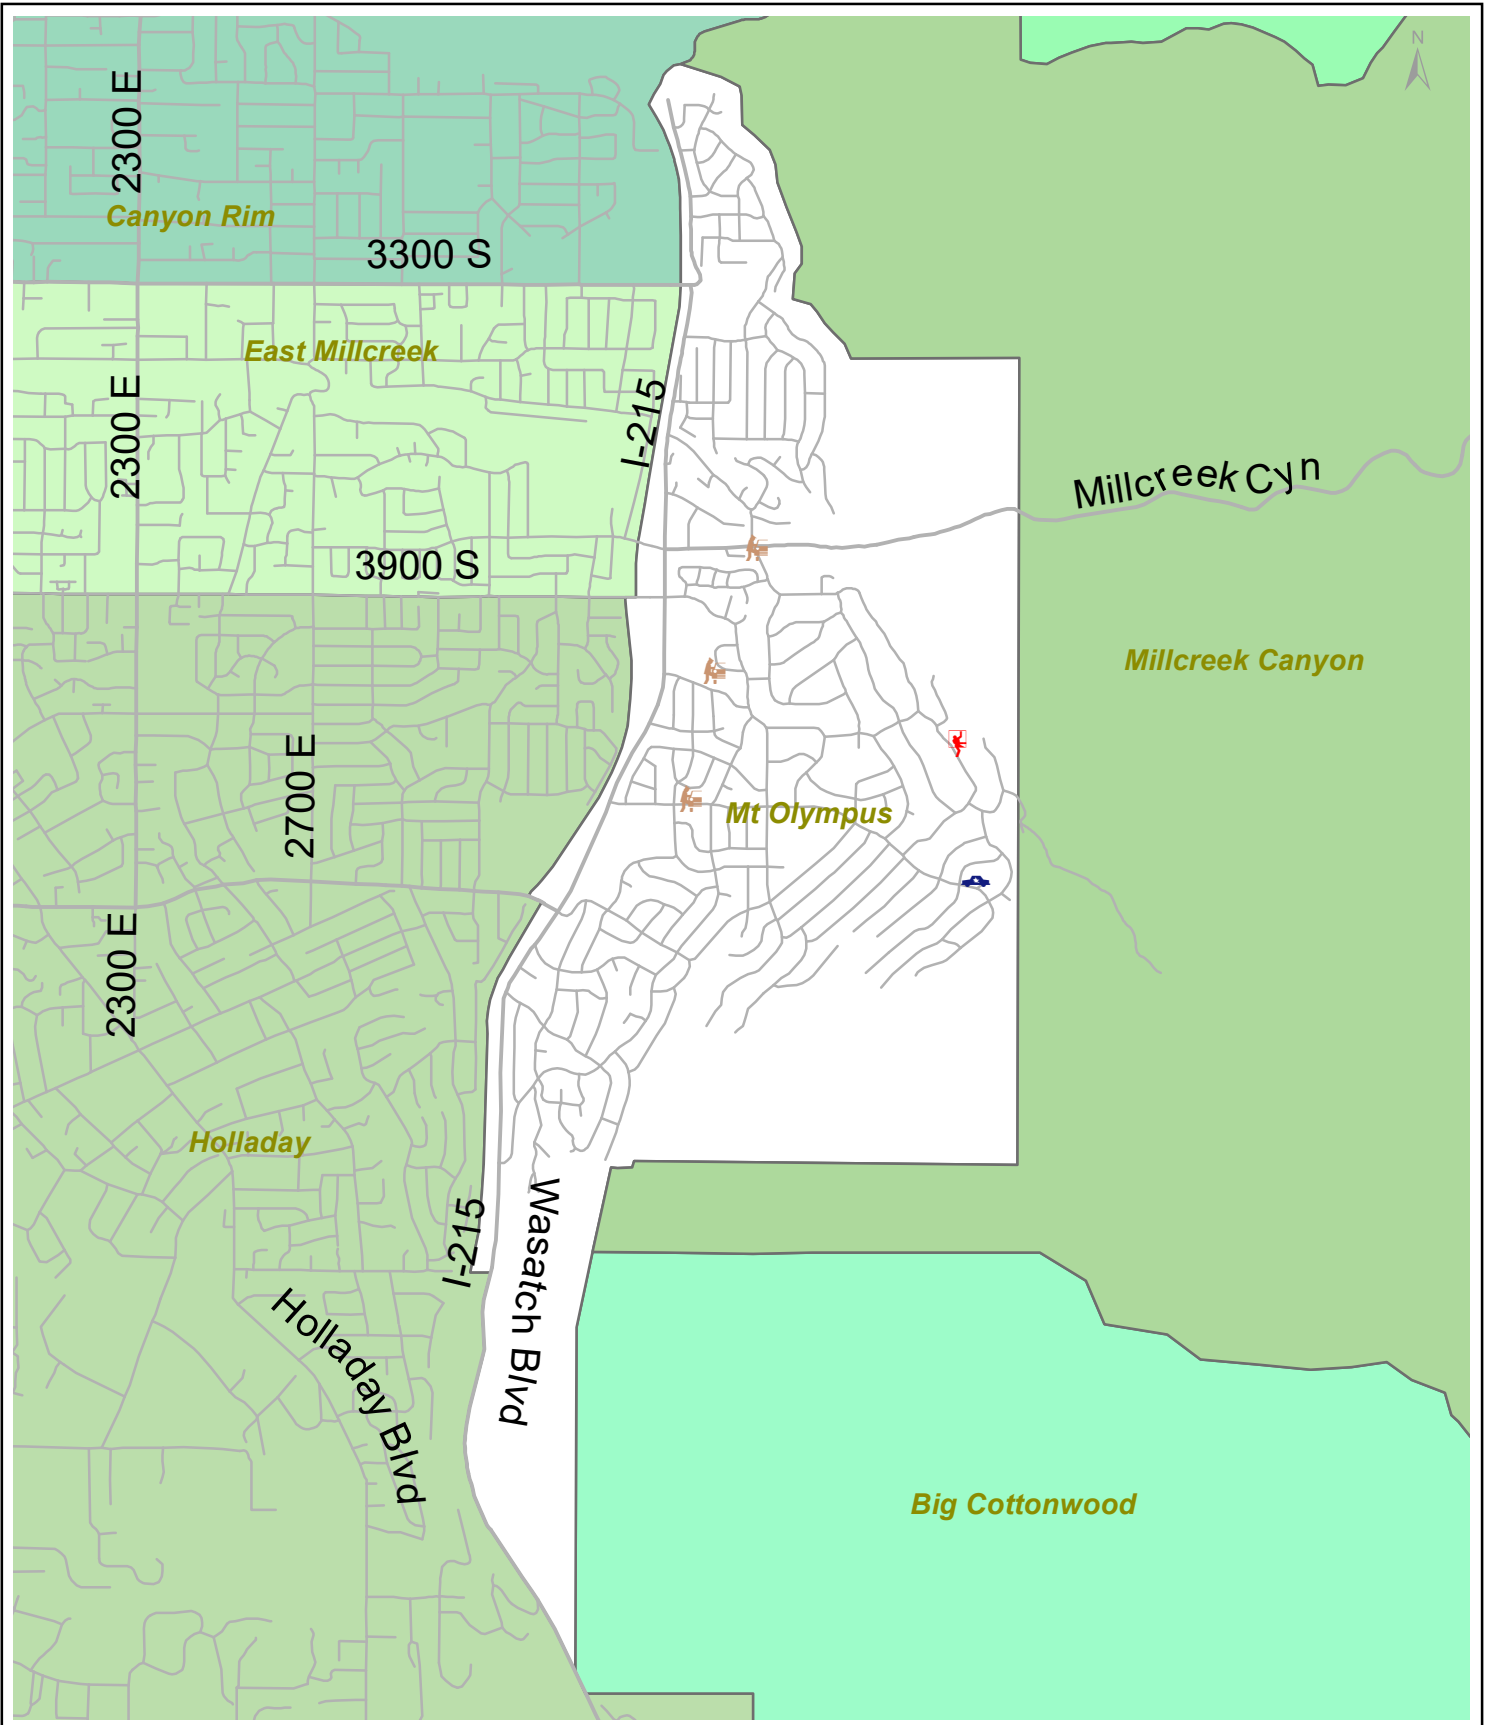 N
2300 E
Canyon Rim
3300 S
East Millcreek
2300 E
I-215
Millcreek Cyn
3900 S
Millcreek Canyon
2700 E
Mt Olympus
2300 E
Holladay
I-215
Wasatch Blvd
Holladay Blvd
Big Cottonwood